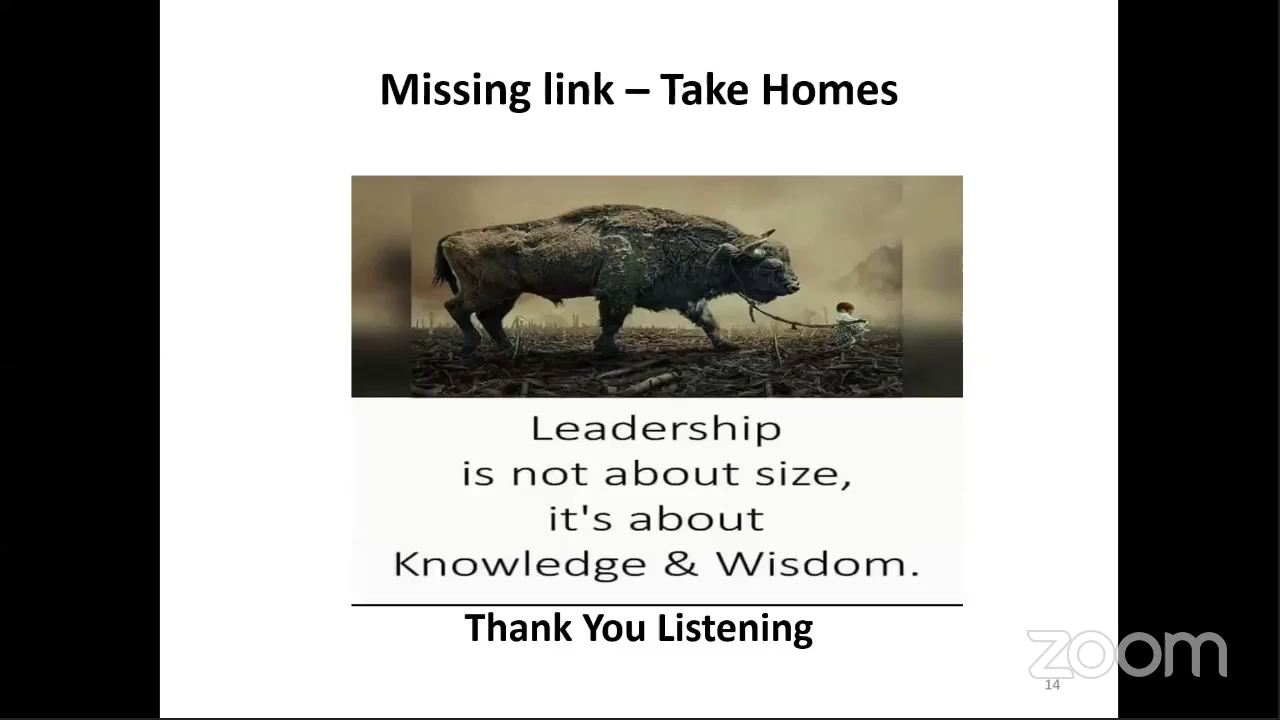 Missing link – Take Homes
Leadership
is not about size,
it's about
Knowledge & Wisdom.
Thank You Listening
zoom
14